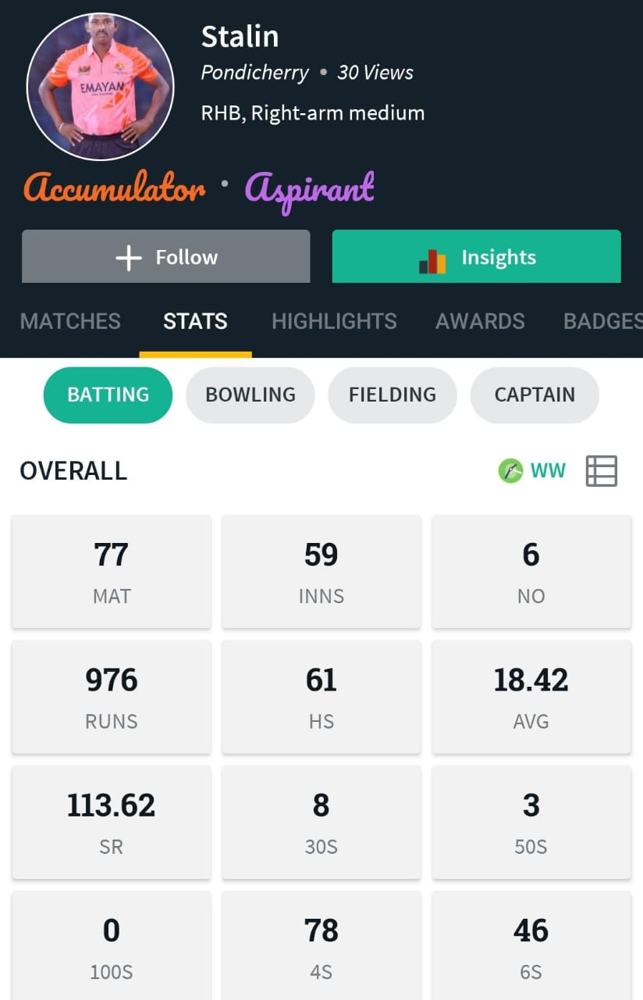 Stalin
Pondicherry • 30 Views
RHB, Right-arm medium
EMAYAM
Accumulator • Aspirant
+ Follow
Insights
MATCHES STATS HIGHLIGHTS AWARDS BADGES
BATTING BOWLING FIELDING CAPTAIN
OVERALL WW
77 59 6
MAT INNS NO
976 61 18.42
RUNS HS AVG
113.62 8 3
SR 30S 50S
0 78 46
100S 4S 6S